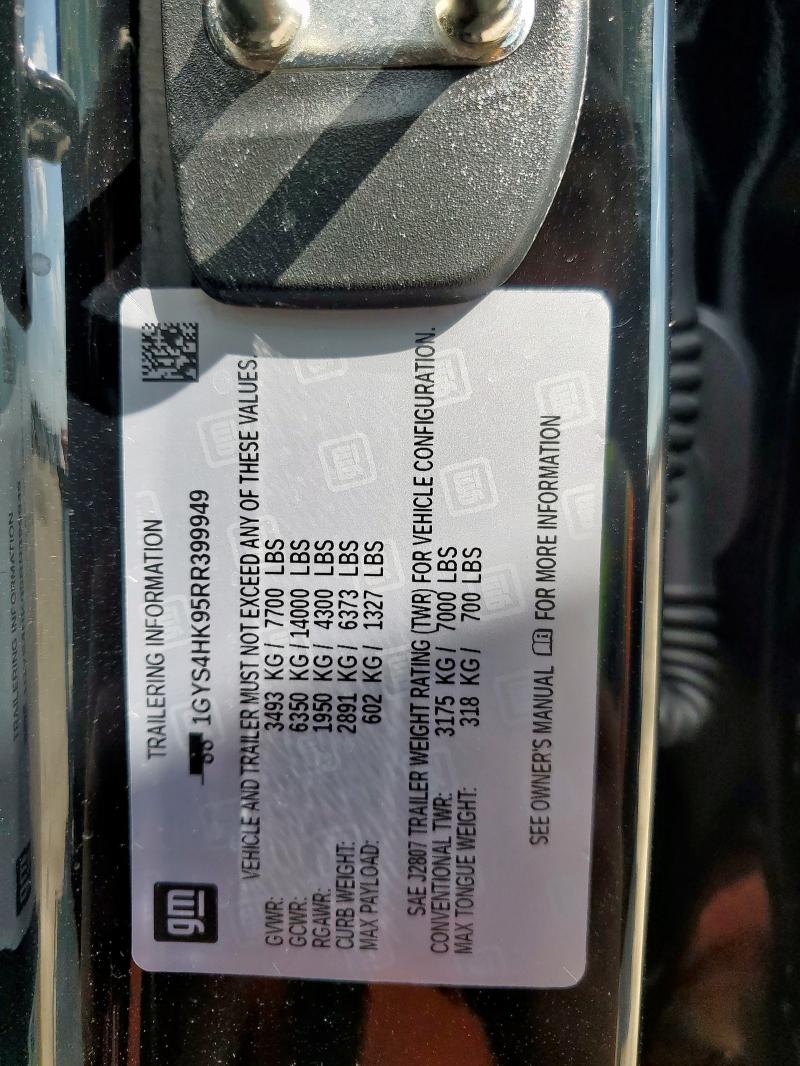 gm
TRAILERING INFORMATION
1GYS4HK95RR399949
VEHICLE AND TRAILER MUST NOT EXCEED ANY OF THESE VALUES.
GVWR: 3493 KG / 7700 LBS
GCWR: 6350 KG / 14000 LBS
RGAWR: 1950 KG / 4300 LBS
CURB WEIGHT: 2891 KG / 6373 LBS
MAX PAYLOAD: 602 KG / 1327 LBS
SAE J2807 TRAILER WEIGHT RATING (TWR) FOR VEHICLE CONFIGURATION.
CONVENTIONAL TWR: 3175 KG / 7000 LBS
MAX TONGUE WEIGHT: 318 KG / 700 LBS
SEE OWNER'S MANUAL FOR MORE INFORMATION
TRAILERING INFORMATION